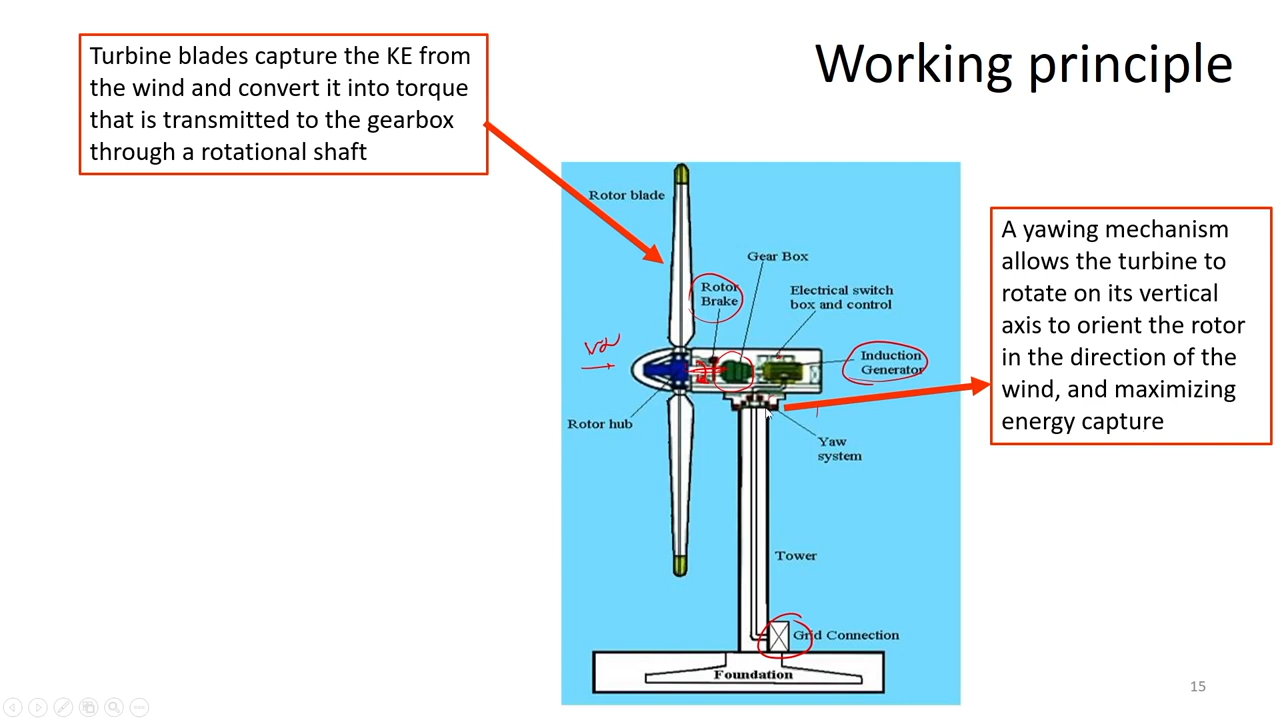 Working principle
Turbine blades capture the KE from
the wind and convert it into torque
that is transmitted to the gearbox
through a rotational shaft
A yawing mechanism
allows the turbine to
rotate on its vertical
axis to orient the rotor
in the direction of the
wind, and maximizing
energy capture
Rotor blade
Gear Box
Rotor
Brake
Electrical switch
box and control
Induction
Generator
Rotor hub
Yaw
system
Tower
Grid Connection
Foundation
15